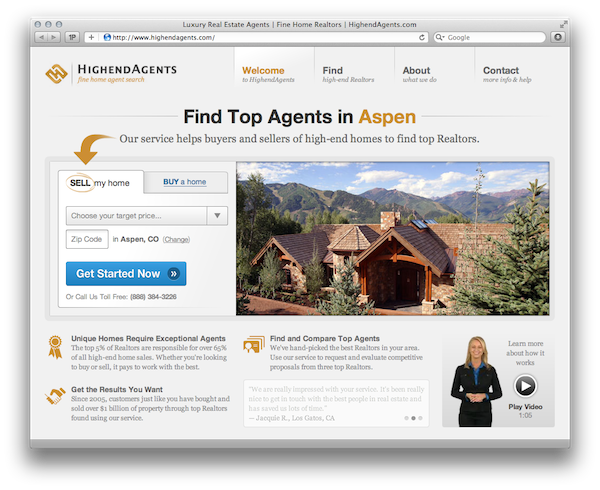 Luxury Real Estate Agents | Fine Home Realtors | HighendAgents.com
http://www.highendagents.com/
Google
HIGHENDAGENTS
fine home agent search
Welcome
to HighendAgents
Find
high-end Realtors
About
what we do
Contact
more info & help
Find Top Agents in Aspen
Our service helps buyers and sellers of high-end homes to find top Realtors.
SELL my home
BUY a home
Choose your target price...
Zip Code in Aspen, CO (Change)
Get Started Now »
Or Call Us Toll Free: (888) 384-3226
Unique Homes Require Exceptional Agents
The top 5% of Realtors are responsible for over 65%
of all high-end home sales. Whether you're looking
to buy or sell, it pays to work with the best.
Find and Compare Top Agents
We've hand-picked the best Realtors in your area.
Use our service to request and evaluate competitive
proposals from three top Realtors.
Get the Results You Want
Since 2005, customers just like you have bought and
sold over $1 billion of property through top Realtors
found using our service.
"We are really impressed with your service. It's been really
nice to get in touch with the best people in real estate and
has saved us lots of time."
— Jacquie R., Los Gatos, CA
Learn more
about how it
works
Play Video
1:05